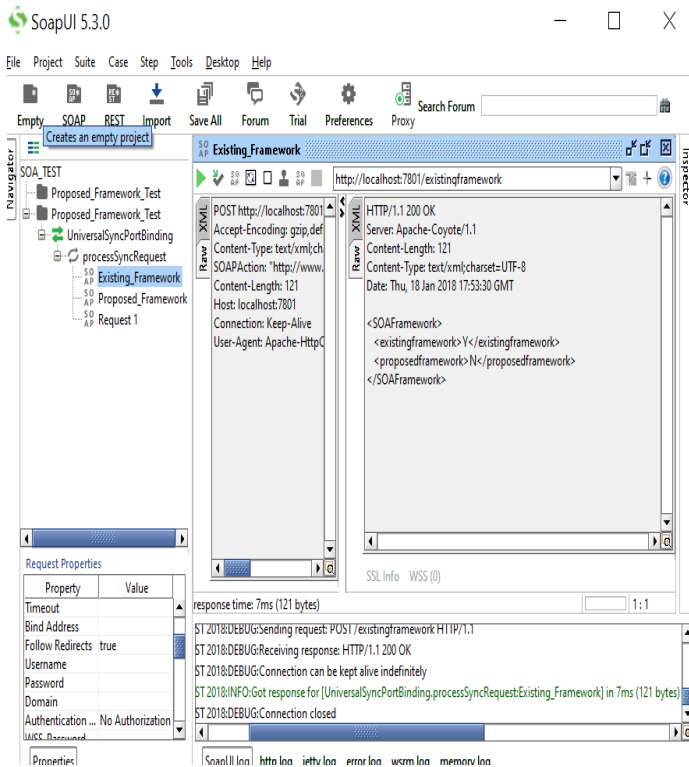 SoapUI 5.3.0
File Project Suite Case Step Tools Desktop Help
Empty SOAP REST Import Save All Forum Trial Preferences Proxy Search Forum
Creates an empty project
Navigator
SOA_TEST
Proposed_Framework_Test
Proposed_Framework_Test
UniversalSyncPortBinding
processSyncRequest
SOAP Existing_Framework
SOAP Proposed_Framework
SOAP Request 1
SOAP Existing_Framework
http://localhost:7801/existingframework
Inspector
XML
Raw
POST http://localhost:7801
Accept-Encoding: gzip,def
Content-Type: text/xml;ch
SOAPAction: "http://www.
Content-Length: 121
Host: localhost:7801
Connection: Keep-Alive
User-Agent: Apache-HttpC
XML
Raw
HTTP/1.1 200 OK
Server: Apache-Coyote/1.1
Content-Length: 121
Content-Type: text/xml;charset=UTF-8
Date: Thu, 18 Jan 2018 17:53:30 GMT
<SOAFramework>
<existingframework>Y</existingframework>
<proposedframework>N</proposedframework>
</SOAFramework>
SSL Info WSS (0)
response time: 7ms (121 bytes)
1 : 1
Request Properties
Property Value
Timeout
Bind Address
Follow Redirects true
Username
Password
Domain
Authentication ... No Authorization
WSS-Password
Properties
ST 2018:DEBUG:Sending request: POST /existingframework HTTP/1.1
ST 2018:DEBUG:Receiving response: HTTP/1.1 200 OK
ST 2018:DEBUG:Connection can be kept alive indefinitely
ST 2018:INFO:Got response for [UniversalSyncPortBinding.processSyncRequest:Existing_Framework] in 7ms (121 bytes)
ST 2018:DEBUG:Connection closed
SoapUI log http log jetty log error log wsrm log memory log